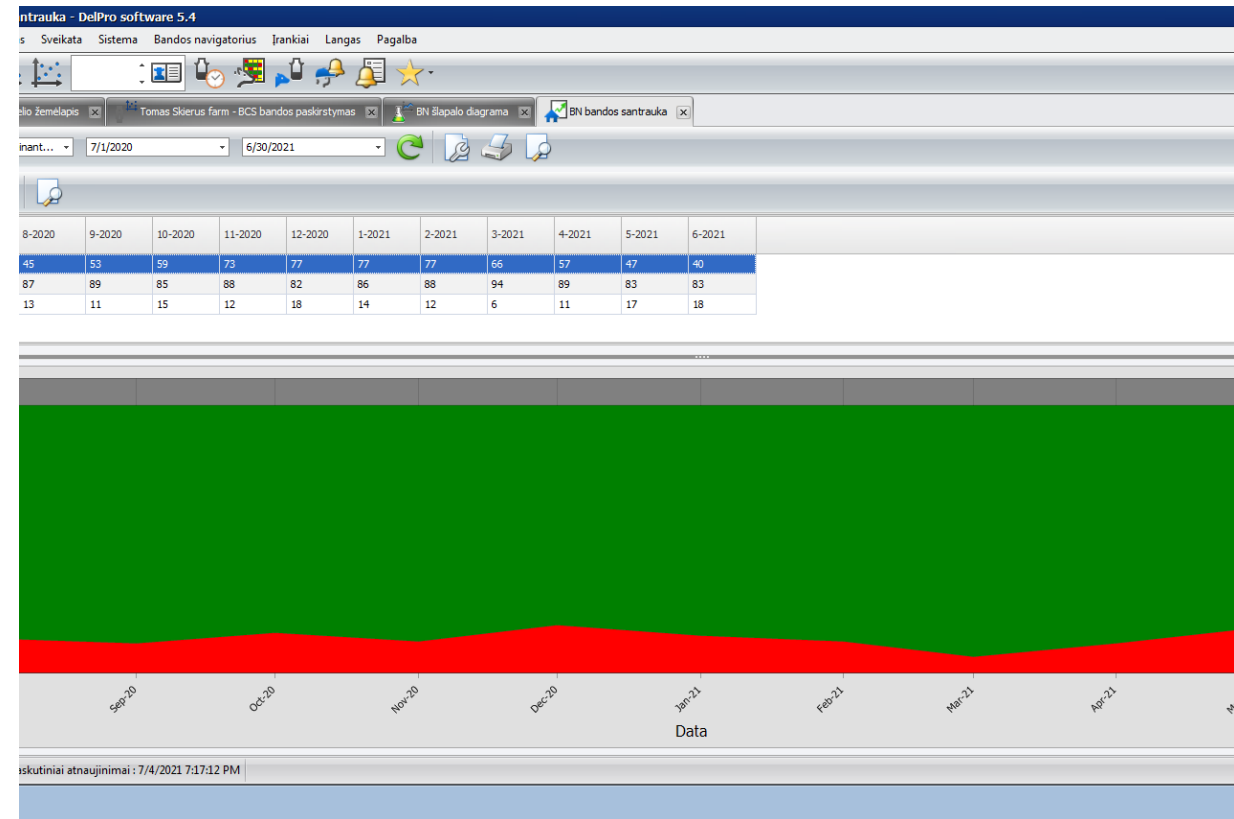 ntrauka - DelPro software 5.4
s Sveikata Sistema Bandos navigatorius Įrankiai Langas Pagalba
elio žemėlapis Tomas Skierus farm - BCS bandos paskirstymas BN šlapalo diagrama BN bandos santrauka
inant... 7/1/2020 6/30/2021
8-2020 9-2020 10-2020 11-2020 12-2020 1-2021 2-2021 3-2021 4-2021 5-2021 6-2021
45 53 59 73 77 77 77 66 57 47 40
87 89 85 88 82 86 88 94 89 83 83
13 11 15 12 18 14 12 6 11 17 18
Sep-20 Oct-20 Nov-20 Dec-20 Jan-21 Feb-21 Mar-21 Apr-21 M
Data
askutiniai atnaujinimai : 7/4/2021 7:17:12 PM